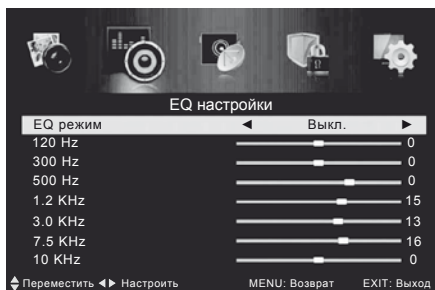 EQ настройки
EQ режим ◄ Выкл. ►
120 Hz 0
300 Hz 0
500 Hz 0
1.2 KHz 15
3.0 KHz 13
7.5 KHz 16
10 KHz 0
Переместить ◄► Настроить MENU: Возврат EXIT: Выход